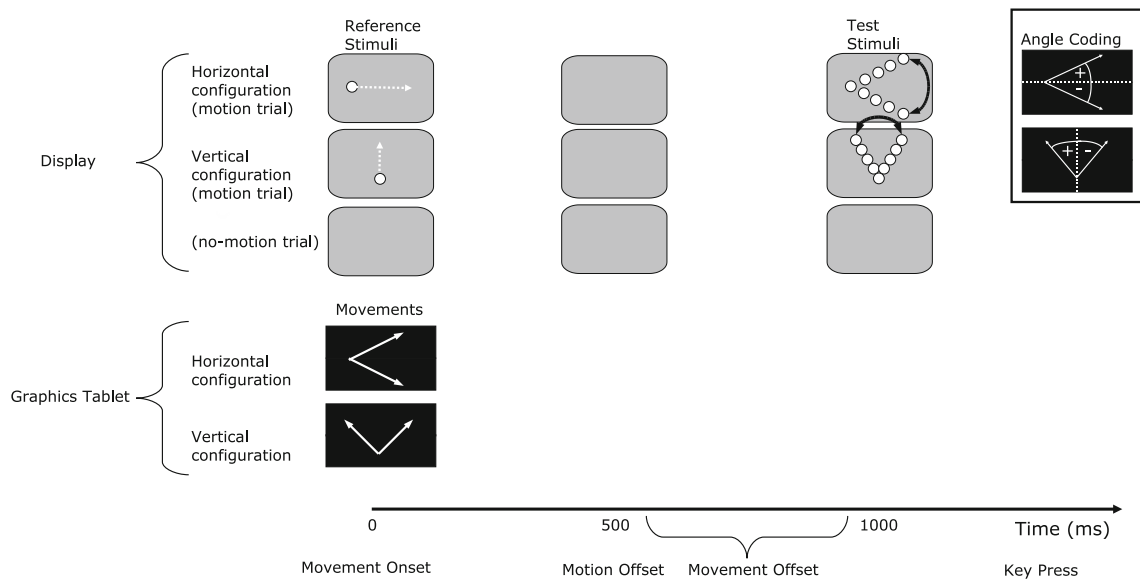 Reference
Stimuli
Test
Stimuli
Angle Coding
+
-
+ -
Horizontal
configuration
(motion trial)
Display
Vertical
configuration
(motion trial)
(no-motion trial)
Movements
Horizontal
configuration
Graphics Tablet
Vertical
configuration
0 500 1000 Time (ms)
Movement Onset Motion Offset Movement Offset Key Press